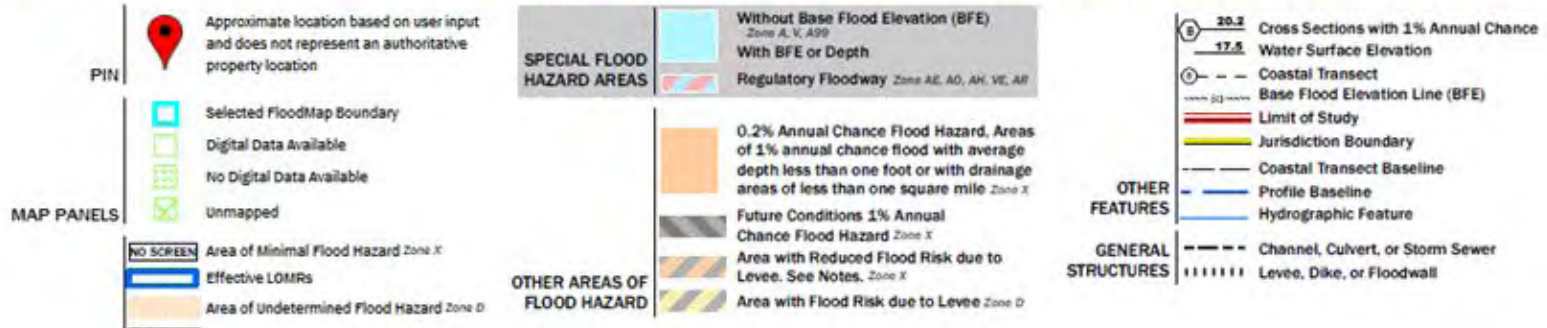 PIN
Approximate location based on user input
and does not represent an authoritative
property location
MAP PANELS
Selected FloodMap Boundary
Digital Data Available
No Digital Data Available
Unmapped
NO SCREEN Area of Minimal Flood Hazard Zone X
Effective LOMRs
Area of Undetermined Flood Hazard Zone D
SPECIAL FLOOD
HAZARD AREAS
Without Base Flood Elevation (BFE)
Zone A, V, A99
With BFE or Depth
Regulatory Floodway Zone AE, AO, AH, VE, AR
OTHER AREAS OF
FLOOD HAZARD
0.2% Annual Chance Flood Hazard, Areas
of 1% annual chance flood with average
depth less than one foot or with drainage
areas of less than one square mile Zone X
Future Conditions 1% Annual
Chance Flood Hazard Zone X
Area with Reduced Flood Risk due to
Levee. See Notes. Zone X
Area with Flood Risk due to Levee Zone D
OTHER
FEATURES
B 20.2 Cross Sections with 1% Annual Chance
17.5 Water Surface Elevation
Coastal Transect
Base Flood Elevation Line (BFE)
Limit of Study
Jurisdiction Boundary
Coastal Transect Baseline
Profile Baseline
Hydrographic Feature
GENERAL
STRUCTURES
Channel, Culvert, or Storm Sewer
Levee, Dike, or Floodwall